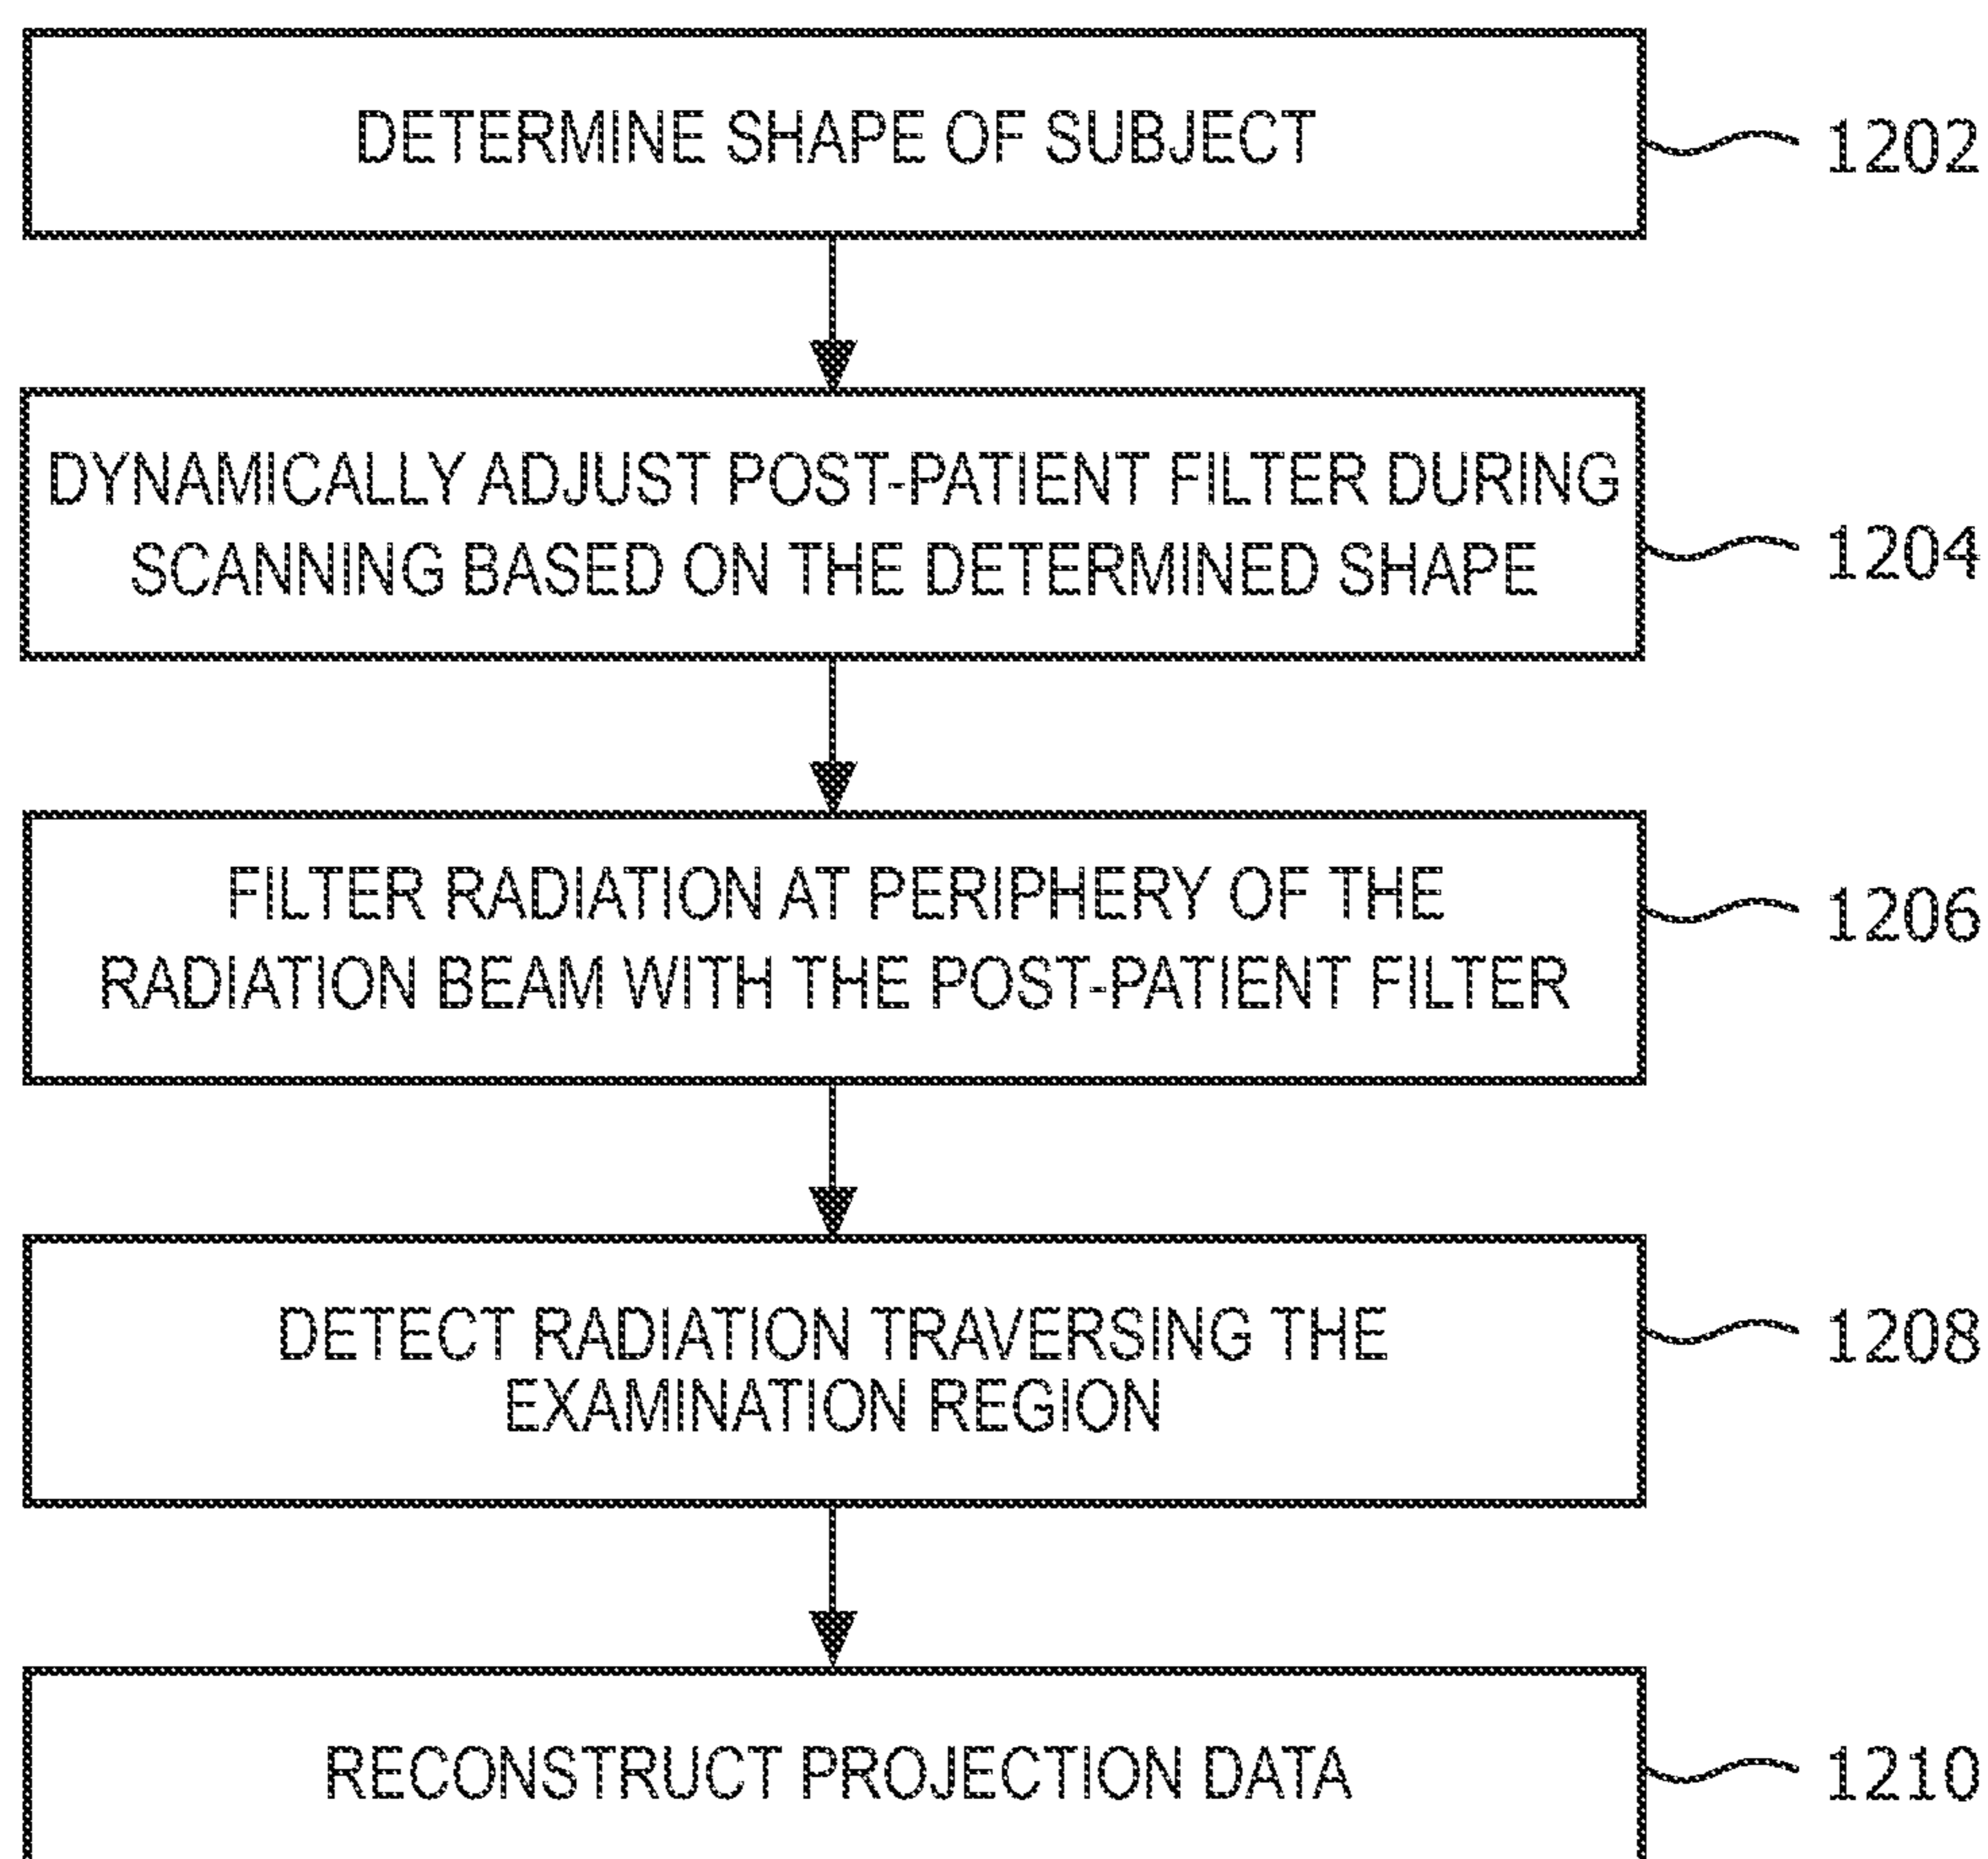 DETERMINE SHAPE OF SUBJECT
1202
DYNAMICALLY ADJUST POST-PATIENT FILTER DURING
SCANNING BASED ON THE DETERMINED SHAPE
1204
FILTER RADIATION AT PERIPHERY OF THE
RADIATION BEAM WITH THE POST-PATIENT FILTER
1206
DETECT RADIATION TRAVERSING THE
EXAMINATION REGION
1208
RECONSTRUCT PROJECTION DATA
1210